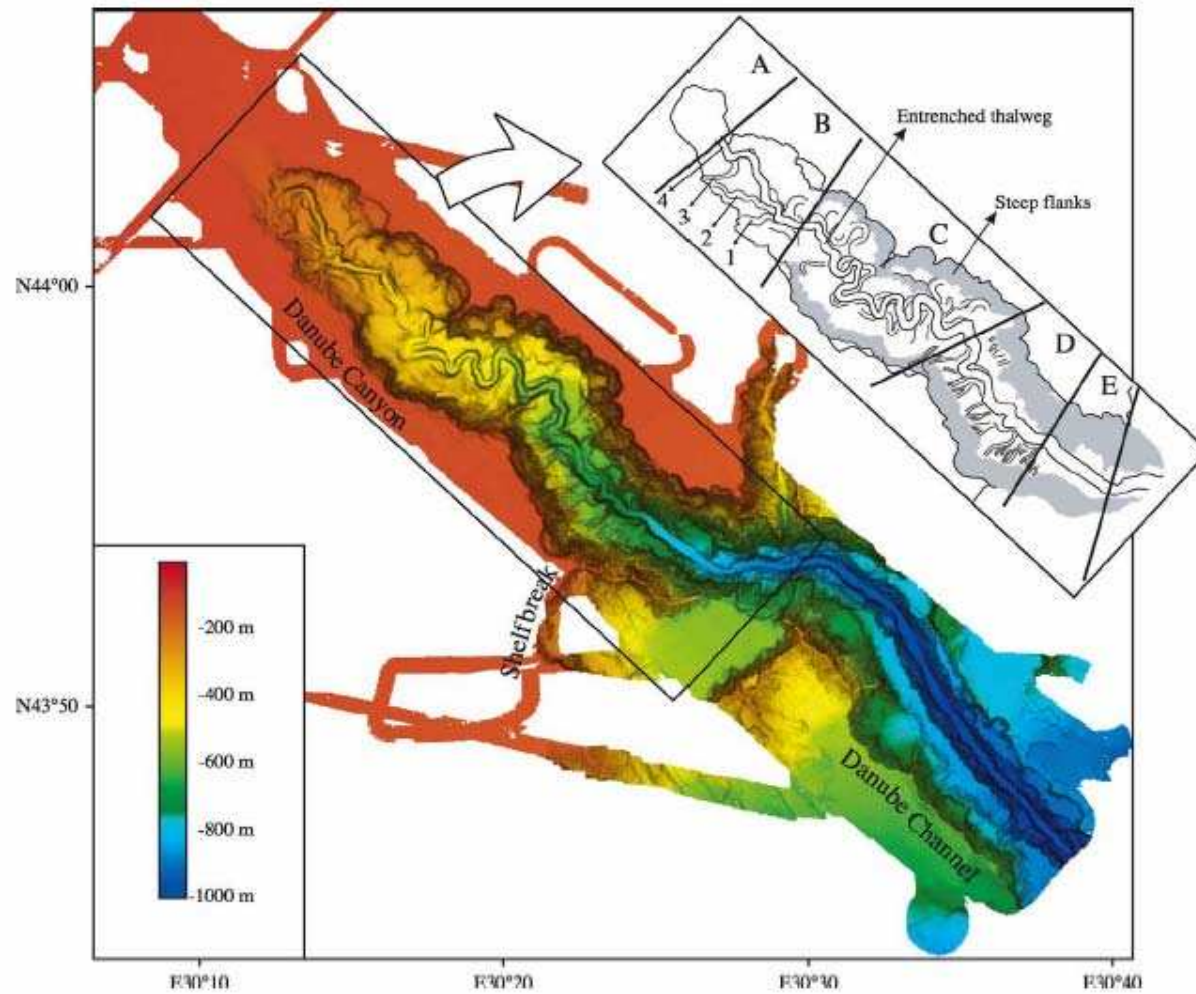 A
B
Entrenched thalweg
Steep flanks
C
4
3
2
1
D
E
N44°00
Danube Canyon
Shelfbreak
N43°50
Danube Channel
-200 m
-400 m
-600 m
-800 m
-1000 m
E30°10
E30°20
E30°30
E30°40